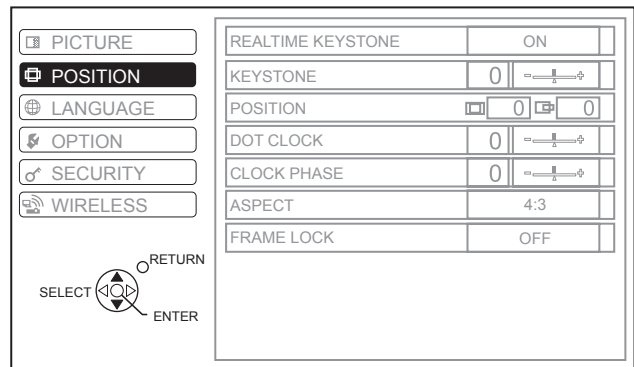 PICTURE
POSITION
LANGUAGE
OPTION
SECURITY
WIRELESS
RETURN
SELECT
ENTER
REALTIME KEYSTONE ON
KEYSTONE 0 - +
POSITION 0 0
DOT CLOCK 0 - +
CLOCK PHASE 0 - +
ASPECT 4:3
FRAME LOCK OFF